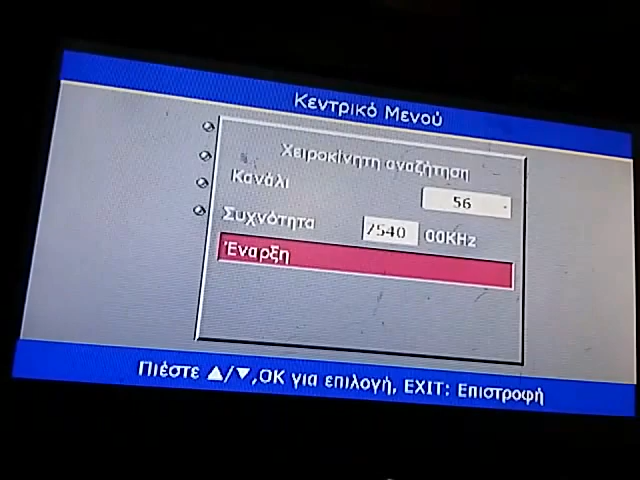 Κεντρικό Μενού
Χειροκίνητη αναζήτηση
Κανάλι 56
Συχνότητα 7540 00KHz
Έναρξη
Πιέστε ▲/▼,OK για επιλογή, EXIT: Επιστροφή